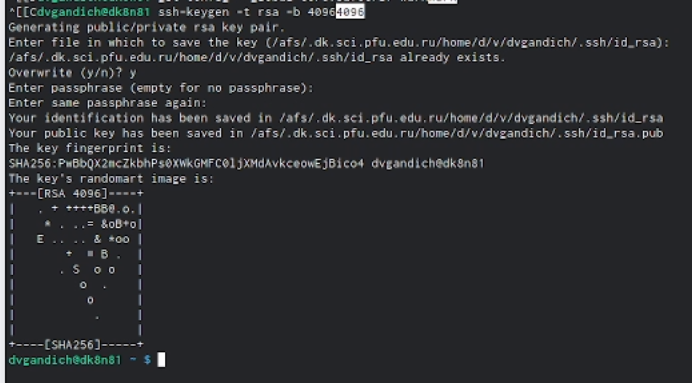 ^[[Cdvgandich@dk8n81 ssh-keygen -t rsa -b 40964096
Generating public/private rsa key pair.
Enter file in which to save the key (/afs/.dk.sci.pfu.edu.ru/home/d/v/dvgandich/.ssh/id_rsa):
/afs/.dk.sci.pfu.edu.ru/home/d/v/dvgandich/.ssh/id_rsa already exists.
Overwrite (y/n)? y
Enter passphrase (empty for no passphrase):
Enter same passphrase again:
Your identification has been saved in /afs/.dk.sci.pfu.edu.ru/home/d/v/dvgandich/.ssh/id_rsa
Your public key has been saved in /afs/.dk.sci.pfu.edu.ru/home/d/v/dvgandich/.ssh/id_rsa.pub
The key fingerprint is:
SHA256:PwBbQX2mcZkbhPs0XWkGMFC0ljXMdAvkceowEjBico4 dvgandich@dk8n81
The key's randomart image is:
+---[RSA 4096]----+
|   . + ++++BB@.o.|
|    * . ..= &oB+o|
|   E .. .. & *oo |
|       + = B .   |
|      . S o o    |
|         o  .    |
|          o      |
|           .     |
|                 |
+----[SHA256]-----+
dvgandich@dk8n81 ~ $